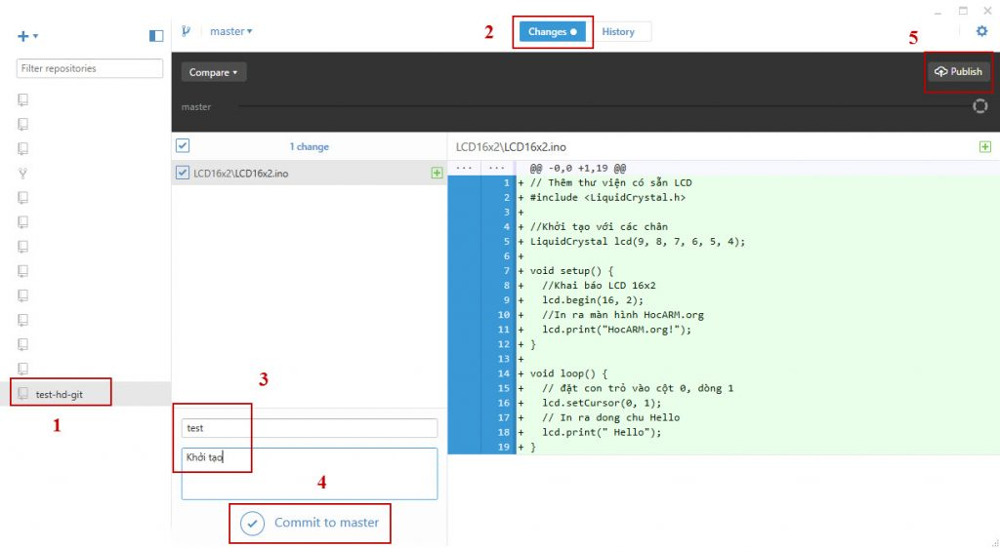 master
2
Changes
History
5
Filter repositories
Compare
Publish
master
1 change
LCD16x2\LCD16x2.ino
test-hd-git
1
3
test
Khởi tạo
4
Commit to master
LCD16x2\LCD16x2.ino
... ... @@ -0,0 +1,19 @@
1 + // Thêm thư viện có sẵn LCD
2 + #include <LiquidCrystal.h>
3 +
4 + //Khởi tạo với các chân
5 + LiquidCrystal lcd(9, 8, 7, 6, 5, 4);
6 +
7 + void setup() {
8 + //Khai báo LCD 16x2
9 + lcd.begin(16, 2);
10 + //In ra màn hình HocARM.org
11 + lcd.print("HocARM.org!");
12 + }
13 +
14 + void loop() {
15 + // đặt con trỏ vào cột 0, dòng 1
16 + lcd.setCursor(0, 1);
17 + // In ra dong chu Hello
18 + lcd.print(" Hello");
19 + }